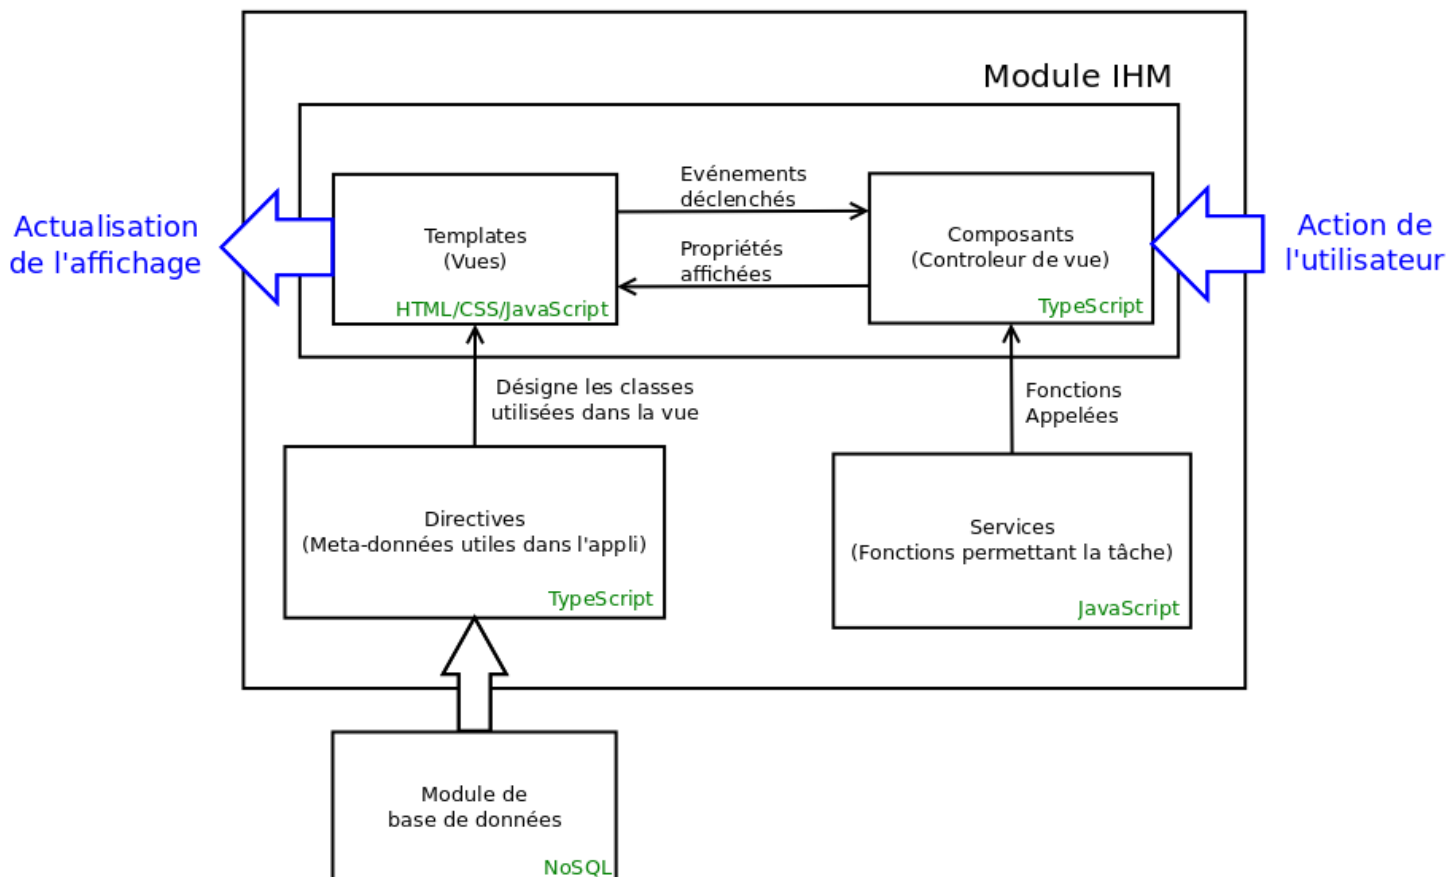 Module IHM
Evénements
déclenchés
Actualisation
de l'affichage
Templates
(Vues)
HTML/CSS/JavaScript
Propriétés
affichées
Composants
(Controleur de vue)
TypeScript
Action de
l'utilisateur
Désigne les classes
utilisées dans la vue
Fonctions
Appelées
Directives
(Meta-données utiles dans l'appli)
TypeScript
Services
(Fonctions permettant la tâche)
JavaScript
Module de
base de données
NoSQL